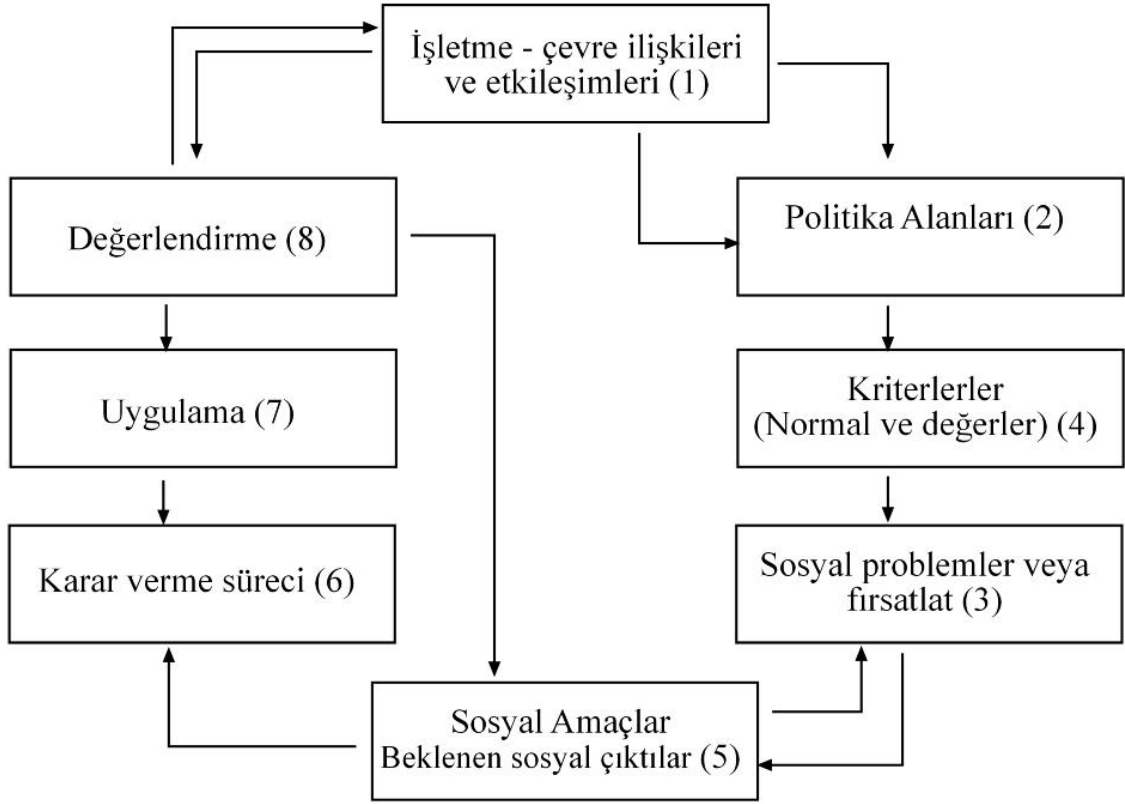 İşletme - çevre ilişkileri
ve etkileşimleri (1)
Değerlendirme (8)
Politika Alanları (2)
Uygulama (7)
Kriterlerler
(Normal ve değerler) (4)
Karar verme süreci (6)
Sosyal problemler veya
fırsatlat (3)
Sosyal Amaçlar
Beklenen sosyal çıktılar (5)